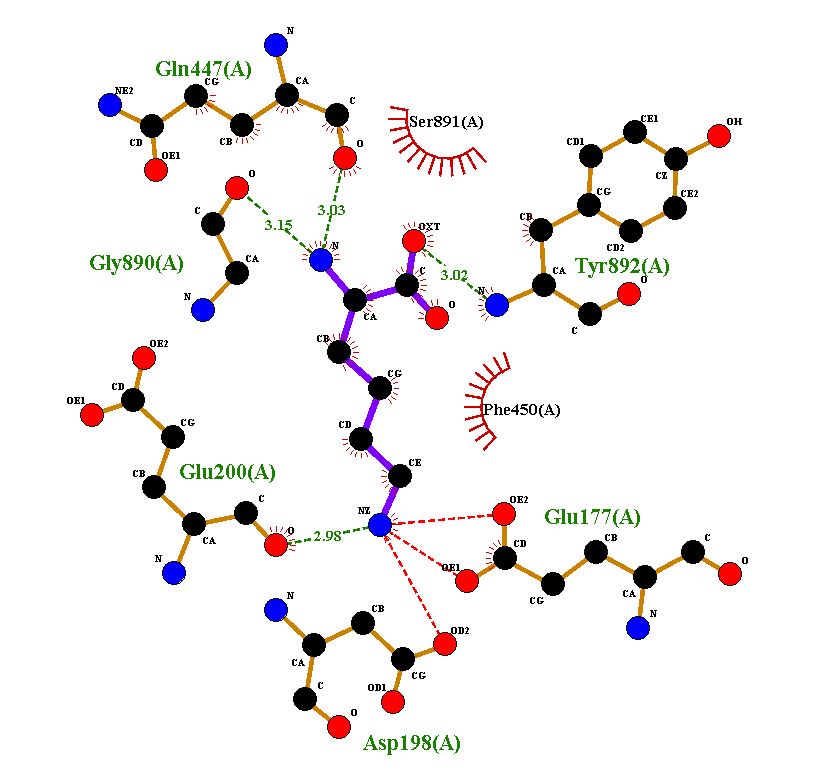 N
Gln447(A)
CG
NE2
CA
C
CD
CB
OE1
O
Ser891(A)
CE1
OH
CD1
CZ
CG
CE2
CB
CD2
Tyr892(A)
CA
N
O
C
O
C
3.15
3.03
Gly890(A)
CA
N
N
OXT
C
3.02
CA
O
CB
CG
CD
CE
NZ
Phe450(A)
OE2
CD
OE1
CG
Glu200(A)
CB
C
CA
O
N
2.98
OE2
Glu177(A)
CD
OE1
CB
C
O
CG
CA
N
N
CB
OD2
CA
CG
C
OD1
O
Asp198(A)